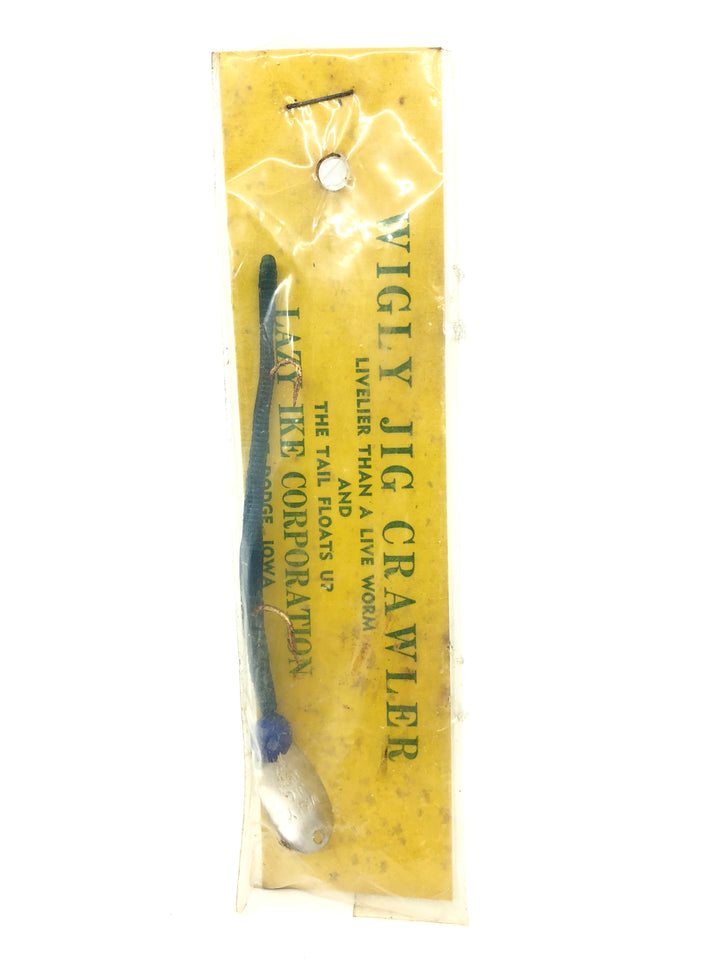 WIGLY JIG CRAWLER
LIVELIER THAN A LIVE WORM
AND
THE TAIL FLOATS UP
LAZY IKE CORPORATION
DODGE, IOWA